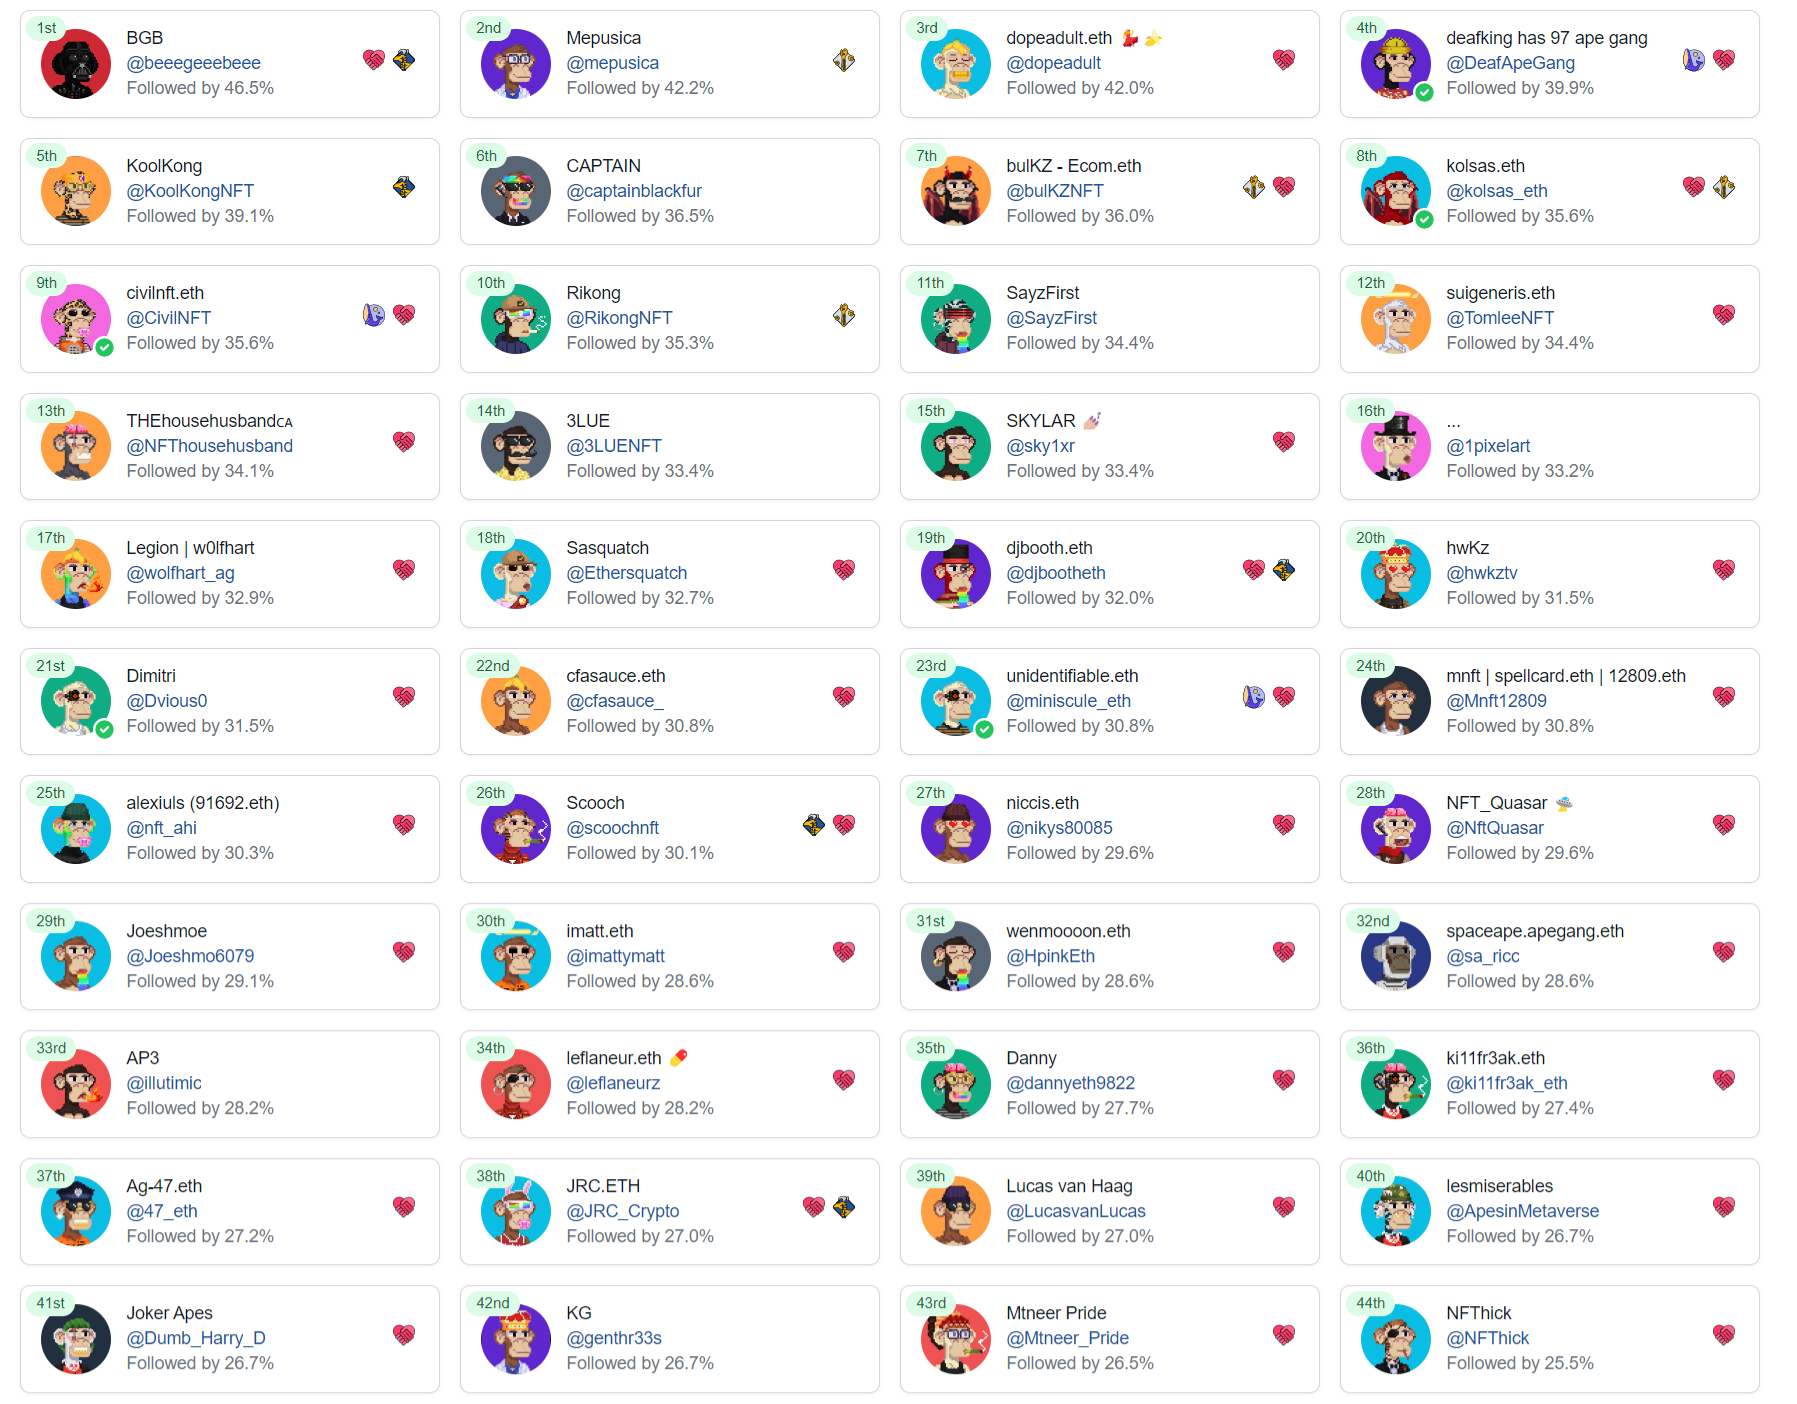 1st
BGB
@beeegeeebeee
Followed by 46.5%
2nd
Mepusica
@mepusica
Followed by 42.2%
3rd
dopeadult.eth 💃 🍌
@dopeadult
Followed by 42.0%
4th
deafking has 97 ape gang
@DeafApeGang
Followed by 39.9%
5th
KoolKong
@KoolKongNFT
Followed by 39.1%
6th
CAPTAIN
@captainblackfur
Followed by 36.5%
7th
bulKZ - Ecom.eth
@bulKZNFT
Followed by 36.0%
8th
kolsas.eth
@kolsas_eth
Followed by 35.6%
9th
civilnft.eth
@CivilNFT
Followed by 35.6%
10th
Rikong
@RikongNFT
Followed by 35.3%
11th
SayzFirst
@SayzFirst
Followed by 34.4%
12th
suigeneris.eth
@TomleeNFT
Followed by 34.4%
13th
THEhousehusbandᴄᴀ
@NFThousehusband
Followed by 34.1%
14th
3LUE
@3LUENFT
Followed by 33.4%
15th
SKYLAR 💅🏻
@sky1xr
Followed by 33.4%
16th
...
@1pixelart
Followed by 33.2%
17th
Legion | w0lfhart
@wolfhart_ag
Followed by 32.9%
18th
Sasquatch
@Ethersquatch
Followed by 32.7%
19th
djbooth.eth
@djbootheth
Followed by 32.0%
20th
hwKz
@hwkztv
Followed by 31.5%
21st
Dimitri
@Dvious0
Followed by 31.5%
22nd
cfasauce.eth
@cfasauce_
Followed by 30.8%
23rd
unidentifiable.eth
@miniscule_eth
Followed by 30.8%
24th
mnft | spellcard.eth | 12809.eth
@Mnft12809
Followed by 30.8%
25th
alexiuls (91692.eth)
@nft_ahi
Followed by 30.3%
26th
Scooch
@scoochnft
Followed by 30.1%
27th
niccis.eth
@nikys80085
Followed by 29.6%
28th
NFT_Quasar 🛸
@NftQuasar
Followed by 29.6%
29th
Joeshmoe
@Joeshmo6079
Followed by 29.1%
30th
imatt.eth
@imattymatt
Followed by 28.6%
31st
wenmoooon.eth
@HpinkEth
Followed by 28.6%
32nd
spaceape.apegang.eth
@sa_ricc
Followed by 28.6%
33rd
AP3
@illutimic
Followed by 28.2%
34th
leflaneur.eth 💊
@leflaneurz
Followed by 28.2%
35th
Danny
@dannyeth9822
Followed by 27.7%
36th
ki11fr3ak.eth
@ki11fr3ak_eth
Followed by 27.4%
37th
Ag-47.eth
@47_eth
Followed by 27.2%
38th
JRC.ETH
@JRC_Crypto
Followed by 27.0%
39th
Lucas van Haag
@LucasvanLucas
Followed by 27.0%
40th
lesmiserables
@ApesinMetaverse
Followed by 26.7%
41st
Joker Apes
@Dumb_Harry_D
Followed by 26.7%
42nd
KG
@genthr33s
Followed by 26.7%
43rd
Mtneer Pride
@Mtneer_Pride
Followed by 26.5%
44th
NFThick
@NFThick
Followed by 25.5%